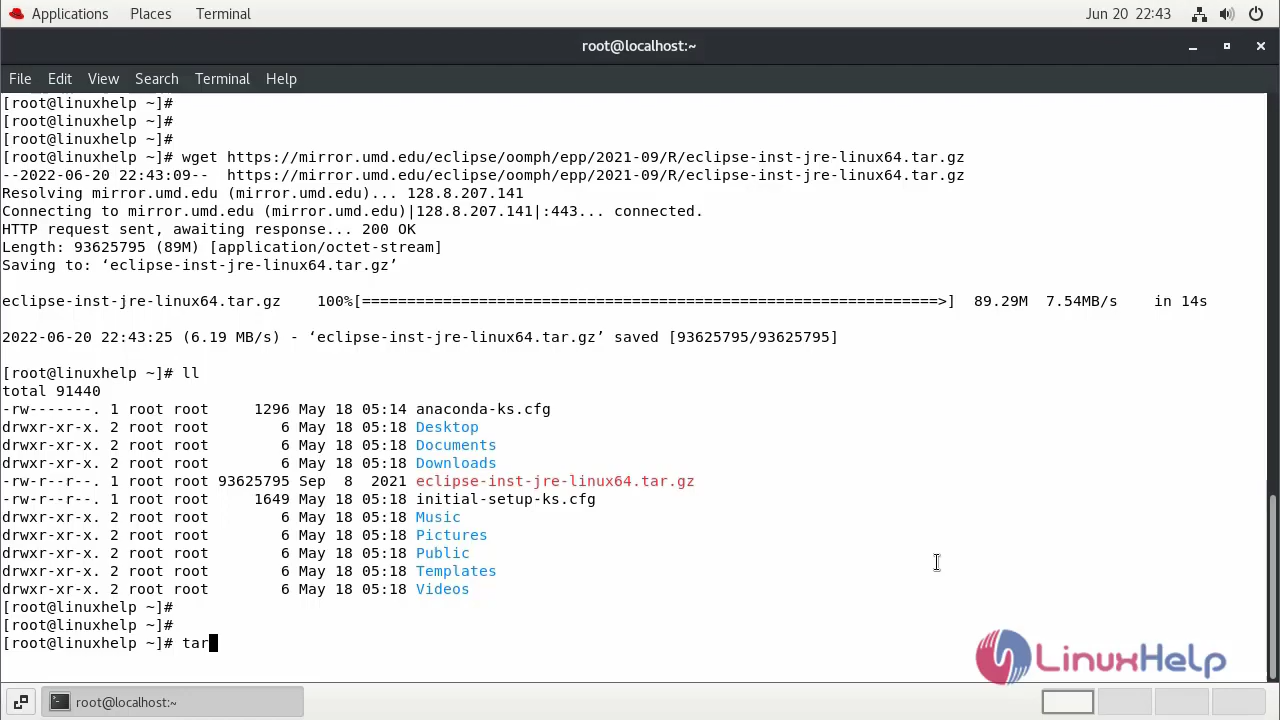 Applications Places Terminal Jun 20 22:43
root@localhost:~
File Edit View Search Terminal Help
[root@linuxhelp ~]#
[root@linuxhelp ~]#
[root@linuxhelp ~]#
[root@linuxhelp ~]# wget https://mirror.umd.edu/eclipse/oomph/epp/2021-09/R/eclipse-inst-jre-linux64.tar.gz
--2022-06-20 22:43:09--  https://mirror.umd.edu/eclipse/oomph/epp/2021-09/R/eclipse-inst-jre-linux64.tar.gz
Resolving mirror.umd.edu (mirror.umd.edu)... 128.8.207.141
Connecting to mirror.umd.edu (mirror.umd.edu)|128.8.207.141|:443... connected.
HTTP request sent, awaiting response... 200 OK
Length: 93625795 (89M) [application/octet-stream]
Saving to: ‘eclipse-inst-jre-linux64.tar.gz’
eclipse-inst-jre-linux64.tar.gz    100%[================================================================>]  89.29M  7.54MB/s    in 14s
2022-06-20 22:43:25 (6.19 MB/s) - ‘eclipse-inst-jre-linux64.tar.gz’ saved [93625795/93625795]
[root@linuxhelp ~]# ll
total 91440
-rw-------. 1 root root     1296 May 18 05:14 anaconda-ks.cfg
drwxr-xr-x. 2 root root        6 May 18 05:18 Desktop
drwxr-xr-x. 2 root root        6 May 18 05:18 Documents
drwxr-xr-x. 2 root root        6 May 18 05:18 Downloads
-rw-r--r--. 1 root root 93625795 Sep  8  2021 eclipse-inst-jre-linux64.tar.gz
-rw-r--r--. 1 root root     1649 May 18 05:18 initial-setup-ks.cfg
drwxr-xr-x. 2 root root        6 May 18 05:18 Music
drwxr-xr-x. 2 root root        6 May 18 05:18 Pictures
drwxr-xr-x. 2 root root        6 May 18 05:18 Public
drwxr-xr-x. 2 root root        6 May 18 05:18 Templates
drwxr-xr-x. 2 root root        6 May 18 05:18 Videos
[root@linuxhelp ~]#
[root@linuxhelp ~]#
[root@linuxhelp ~]# tar
LinuxHelp
root@localhost:~